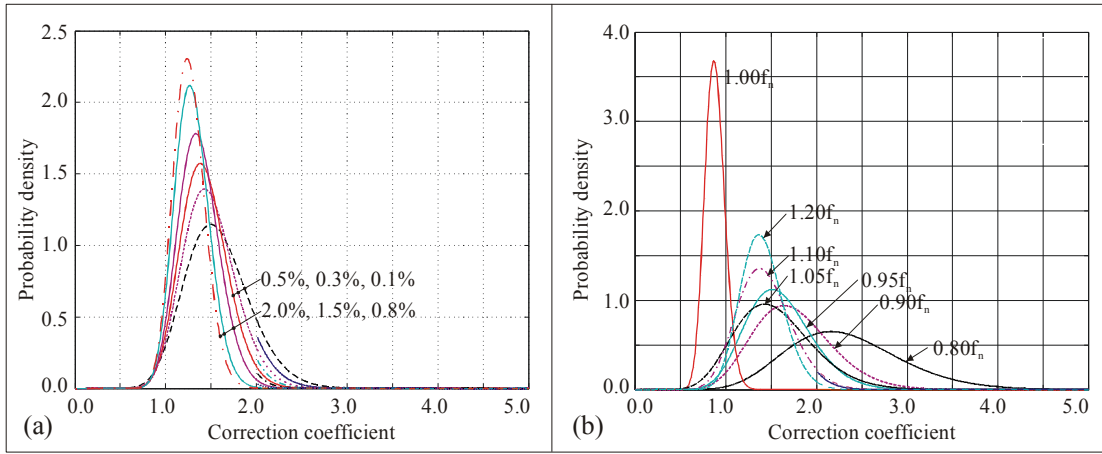 2.5
2.0
1.5
1.0
0.5
0.0
Probability density
0.5%, 0.3%, 0.1%
2.0%, 1.5%, 0.8%
0.0 1.0 2.0 3.0 4.0 5.0
Correction coefficient
(a)
4.0
3.0
4.0
2.0
1.0
0.0
Probability density
1.00fn
1.20fn
1.10fn
1.05fn
0.95fn
0.90fn
0.80fn
0.0 1.0 2.0 3.0 4.0 5.0
Correction coefficient
(b)